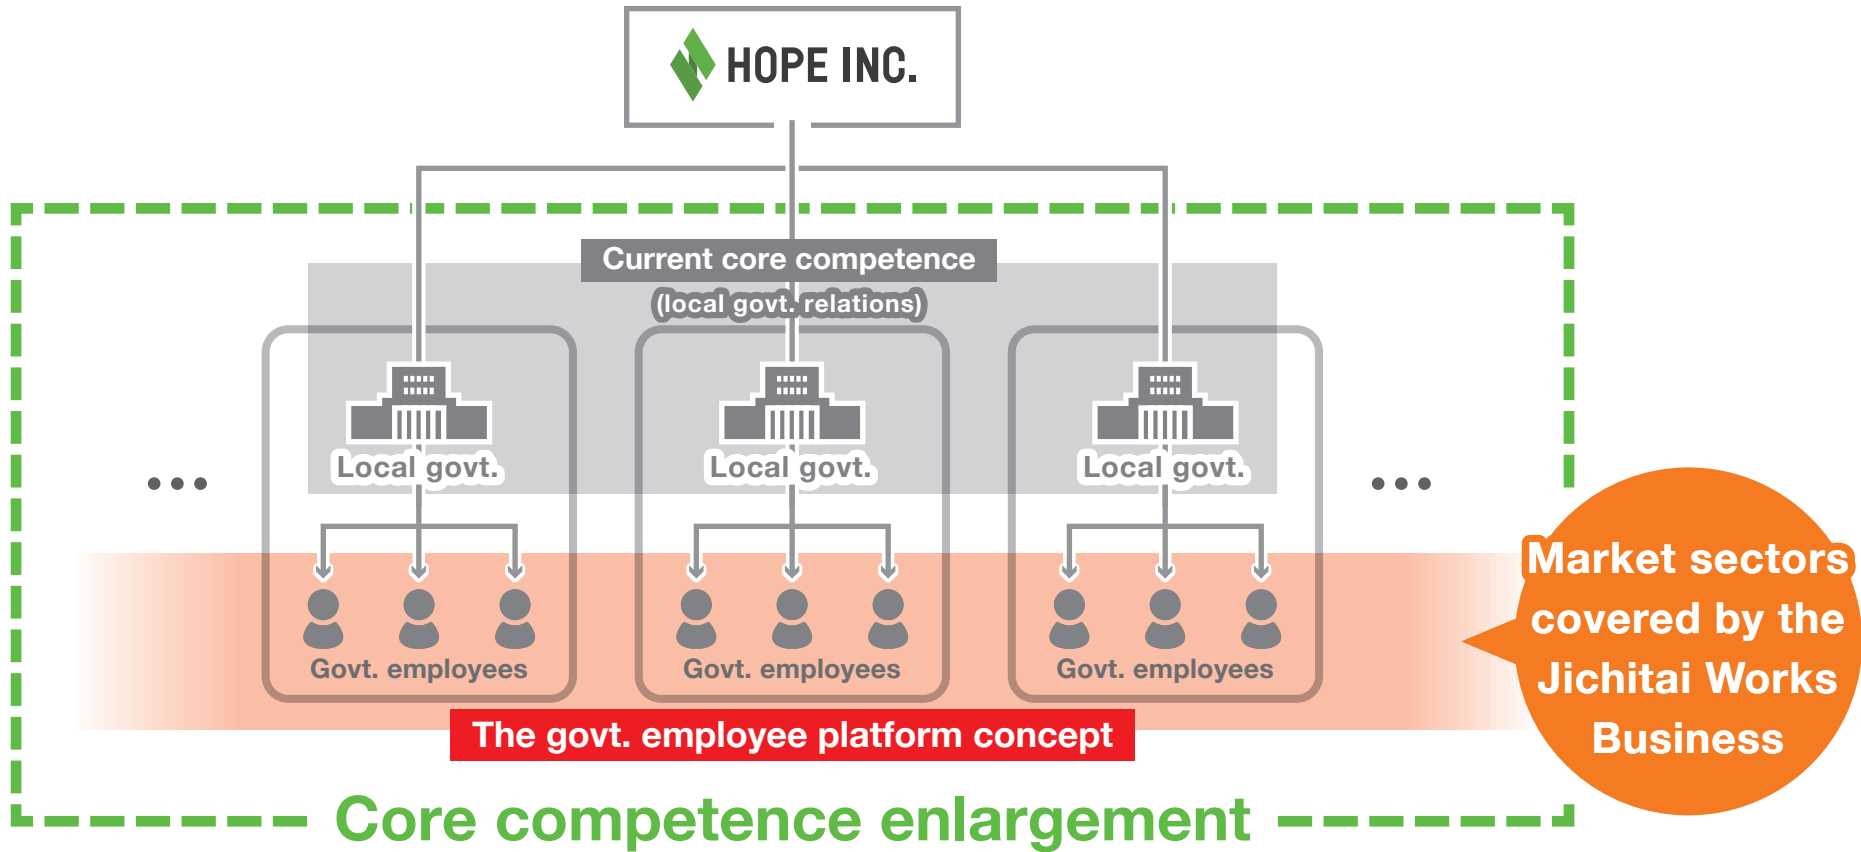 HOPE INC.
Current core competence
(local govt. relations)
Local govt.
Local govt.
Local govt.
...
...
Govt. employees
Govt. employees
Govt. employees
Market sectors
covered by the
Jichitai Works
Business
The govt. employee platform concept
Core competence enlargement